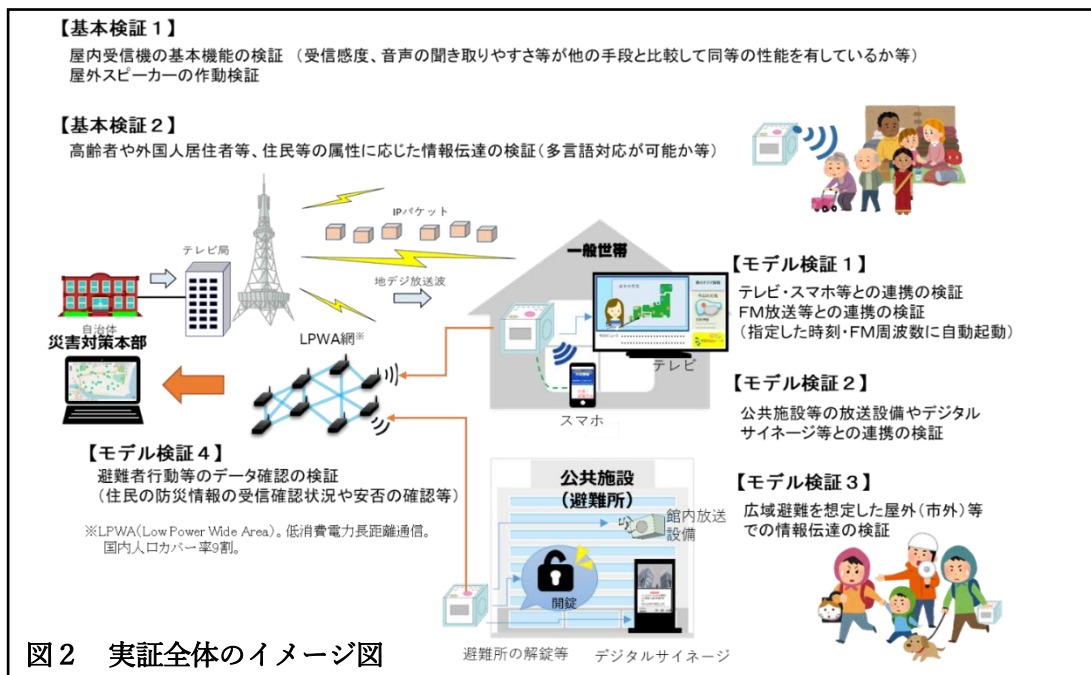 【基本検証1】
屋内受信機の基本機能の検証 （受信感度、音声の聞き取りやすさ等が他の手段と比較して同等の性能を有しているか等）
屋外スピーカーの作動検証
【基本検証2】
高齢者や外国人居住者等、住民等の属性に応じた情報伝達の検証（多言語対応が可能か等）
IPパケット
テレビ局
地デジ放送波
自治体
災害対策本部
LPWA網※
一般世帯
テレビ
スマホ
【モデル検証1】
テレビ・スマホ等との連携の検証
FM放送等との連携の検証
（指定した時刻・FM周波数に自動起動）
【モデル検証2】
公共施設等の放送設備やデジタル
サイネージ等との連携の検証
【モデル検証4】
避難者行動等のデータ確認の検証
（住民の防災情報の受信確認状況や安否の確認等）
※LPWA（Low Power Wide Area）。低消費電力長距離通信。
国内人口カバー率9割。
公共施設
（避難所）
館内放送
設備
開錠
避難所の解錠等
デジタルサイネージ
【モデル検証3】
広域避難を想定した屋外（市外）等
での情報伝達の検証
図2 実証全体のイメージ図